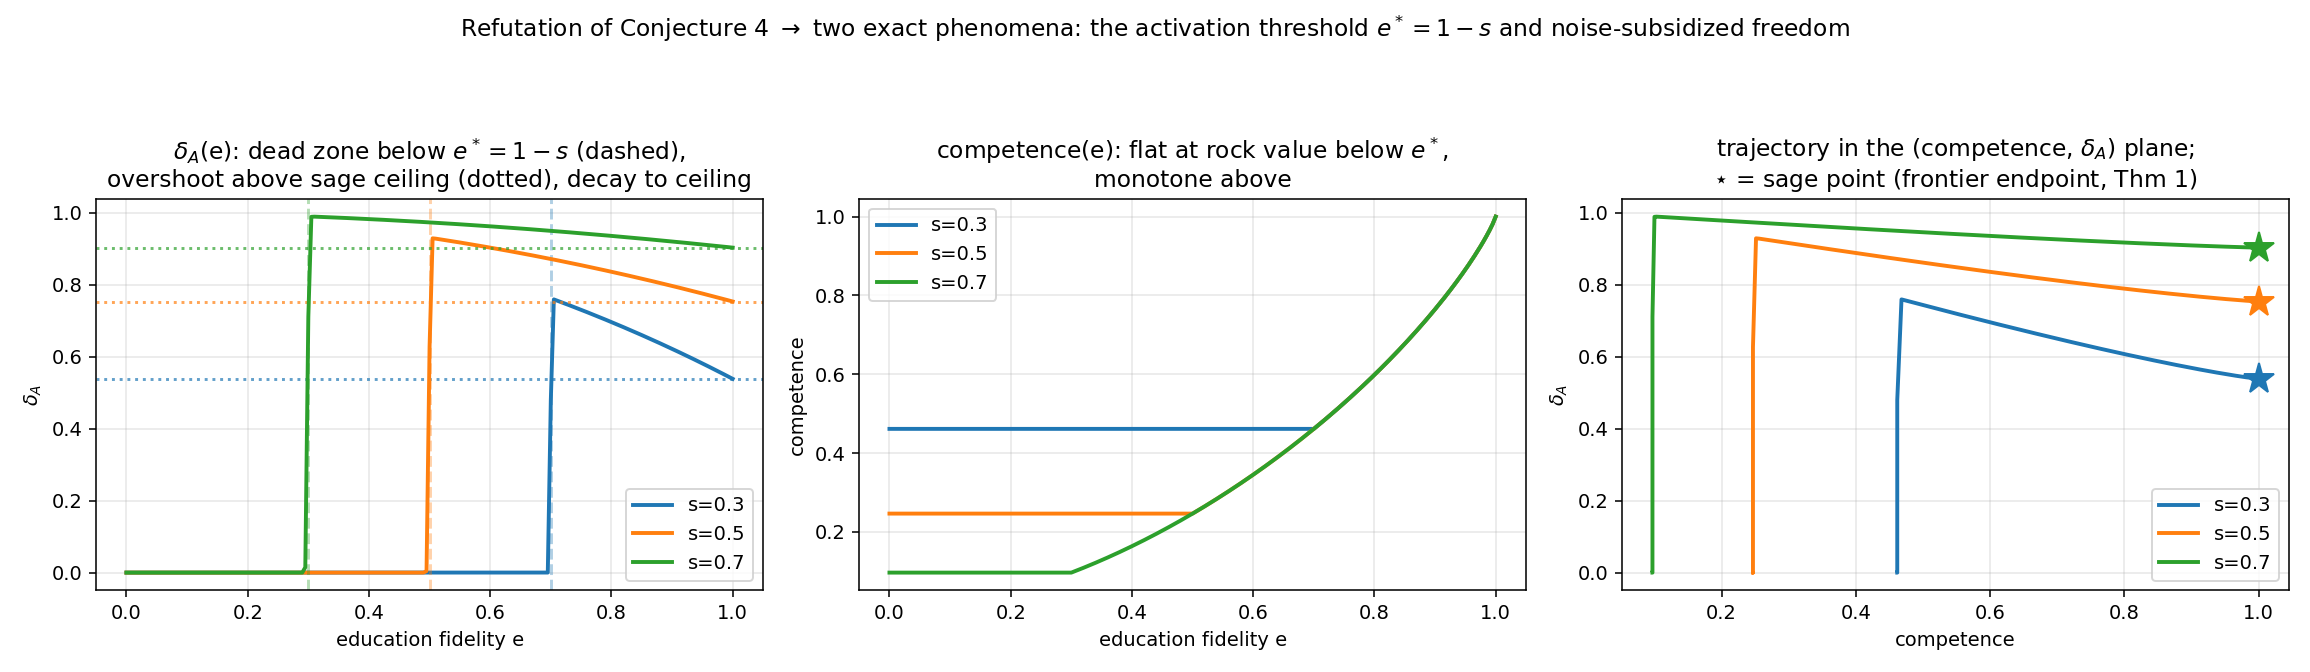 Refutation of Conjecture 4 → two exact phenomena: the activation threshold e* = 1 − s and noise-subsidized freedom
δ_A(e): dead zone below e* = 1 − s (dashed),
overshoot above sage ceiling (dotted), decay to ceiling
1.0
0.8
0.6
0.4
0.2
0.0
δ_A
0.0 0.2 0.4 0.6 0.8 1.0
education fidelity e
s=0.3
s=0.5
s=0.7
competence(e): flat at rock value below e*,
monotone above
s=0.3
s=0.5
s=0.7
1.0
0.8
0.6
0.4
0.2
competence
0.0 0.2 0.4 0.6 0.8 1.0
education fidelity e
trajectory in the (competence, δ_A) plane;
⋆ = sage point (frontier endpoint, Thm 1)
1.0
0.8
0.6
0.4
0.2
0.0
δ_A
0.2 0.4 0.6 0.8 1.0
competence
s=0.3
s=0.5
s=0.7